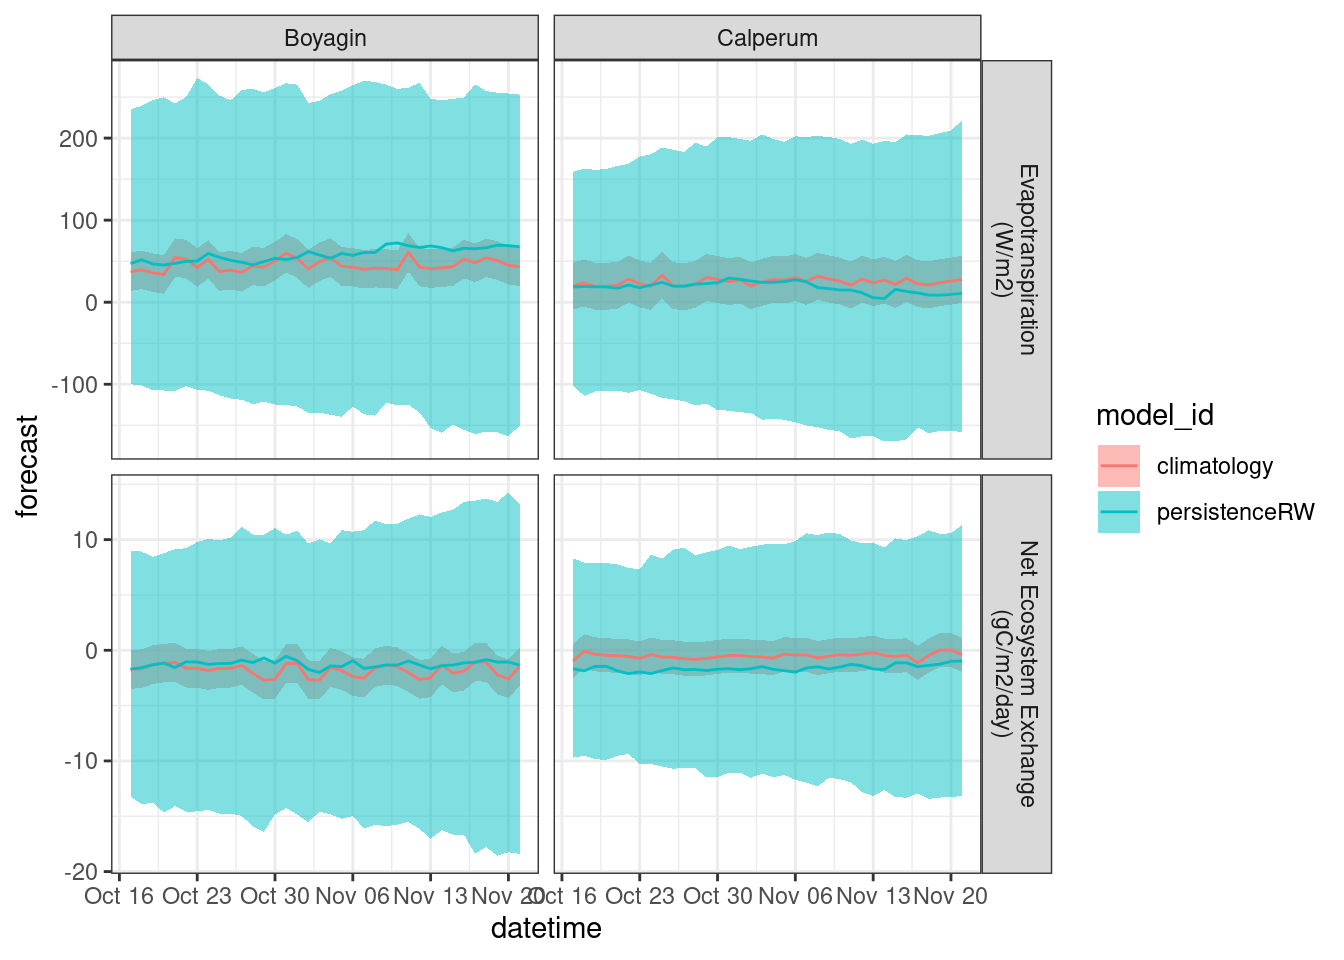 Boyagin
Calperum
200
100
0
-100
Evapotranspiration
(W/m2)
10
0
-10
-20
Net Ecosystem Exchange
(gC/m2/day)
forecast
Oct 16 Oct 23 Oct 30 Nov 06 Nov 13 Nov 20
Oct 16 Oct 23 Oct 30 Nov 06 Nov 13 Nov 20
datetime
model_id
climatology
persistenceRW